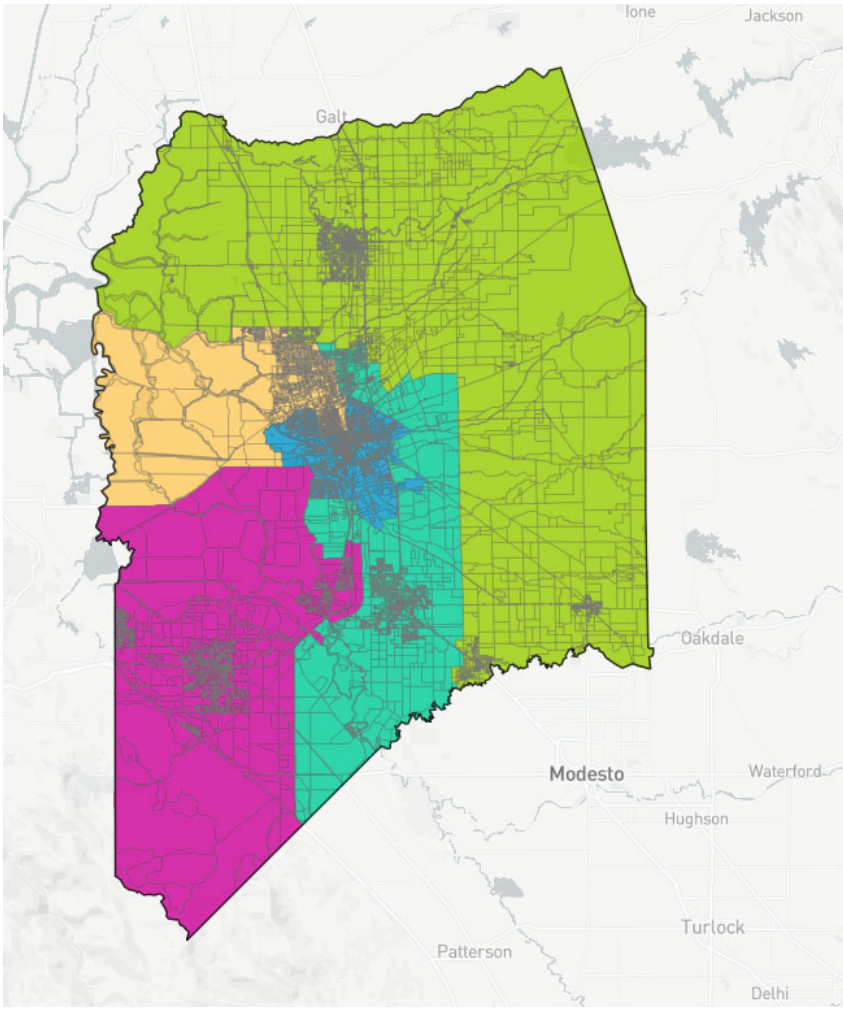 Ione
Jackson
Galt
Oakdale
Modesto
Waterford
Hughson
Turlock
Patterson
Delhi